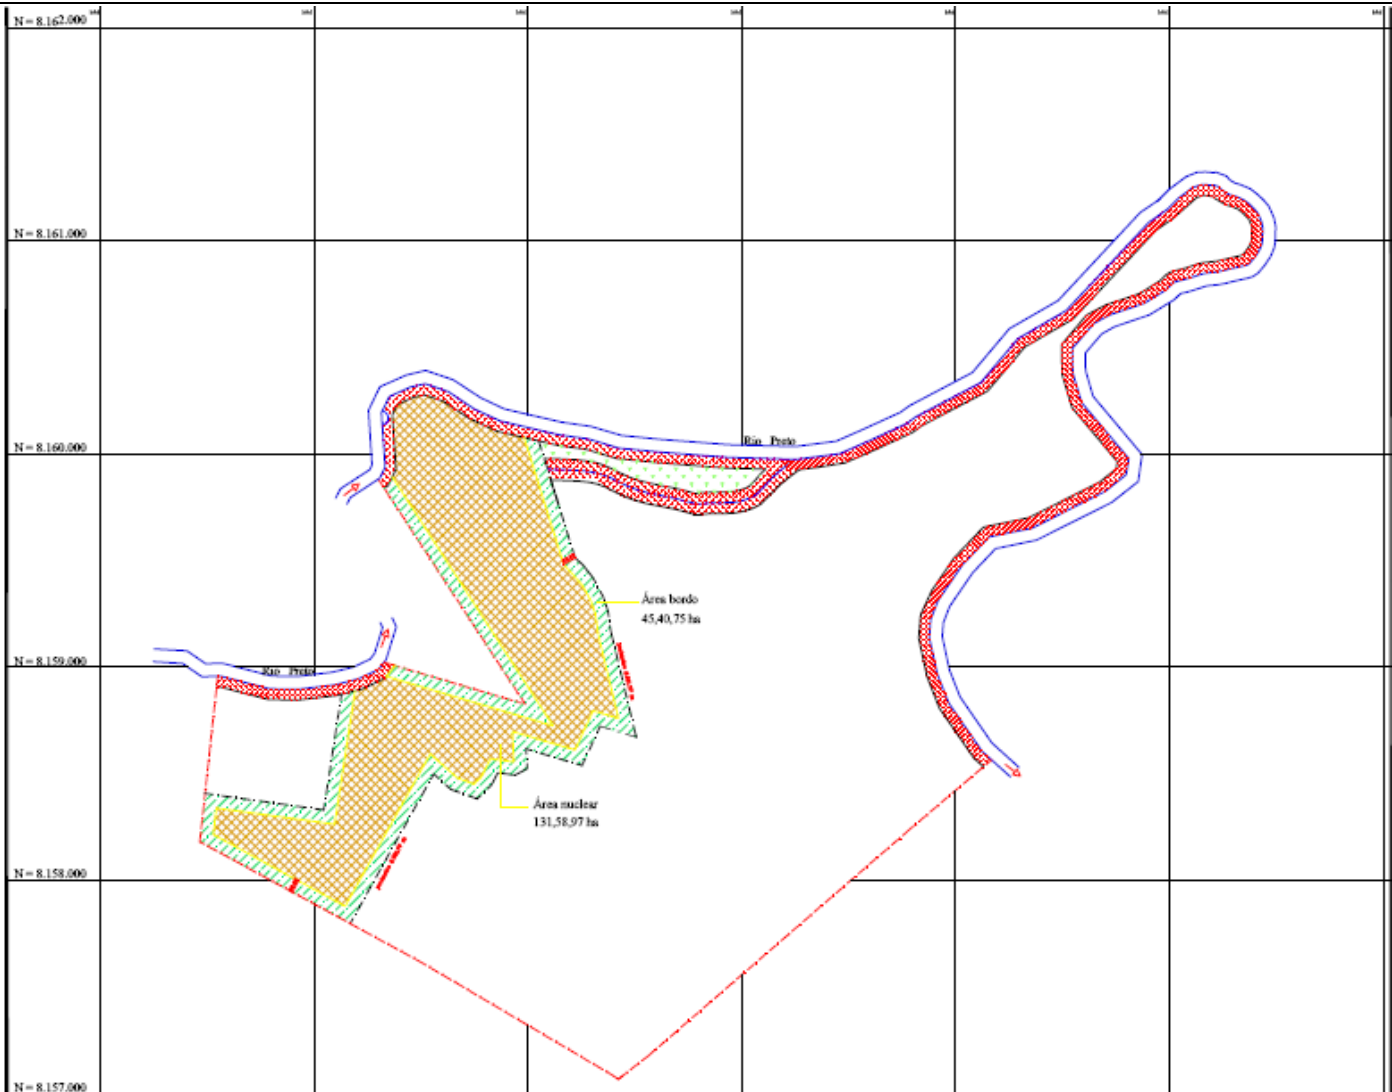 N = 8.162.000
N = 8.161.000
N = 8.160.000
Rio Preto
Área bordo
45,40,75 ha
N = 8.159.000
Rio Preto
Área nuclear
131,58,97 ha
N = 8.158.000
N = 8.157.000